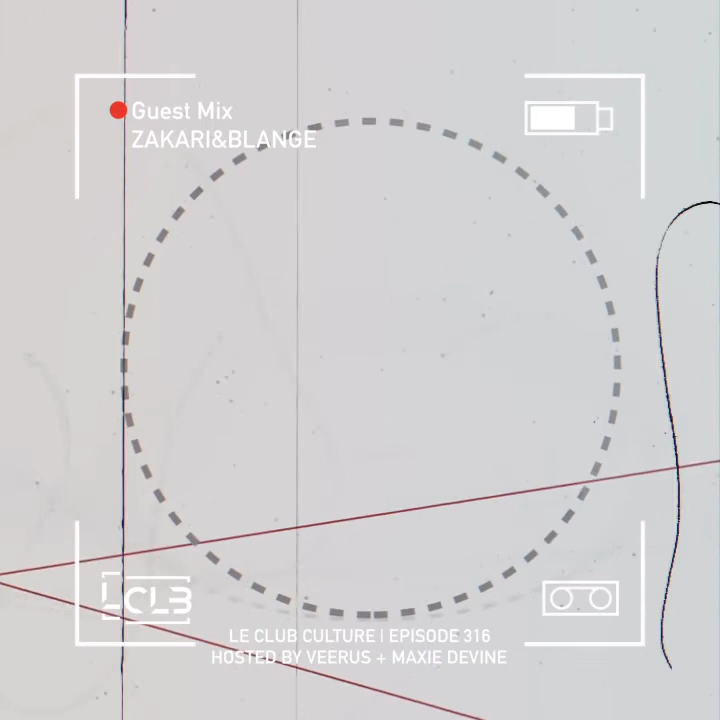 Guest Mix
ZAKARI&BLANGE
LCLB
LE CLUB CULTURE | EPISODE 316
HOSTED BY VEERUS + MAXIE DEVINE